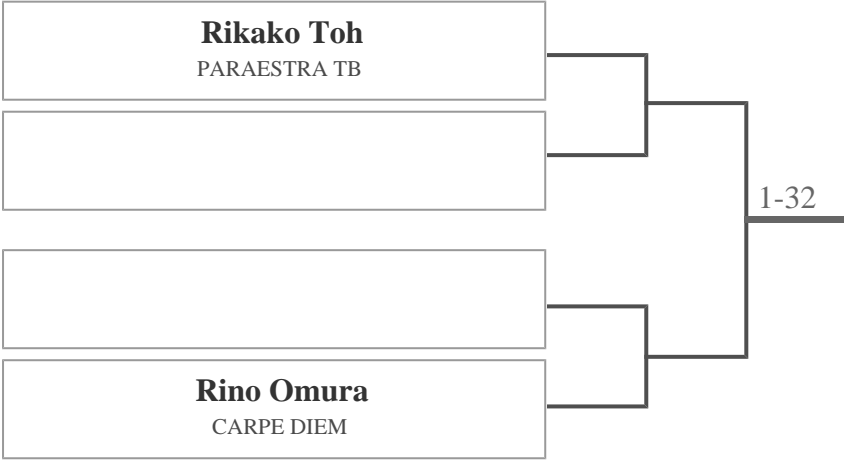 Rikako Toh
PARAESTRA TB
1-32
Rino Omura
CARPE DIEM